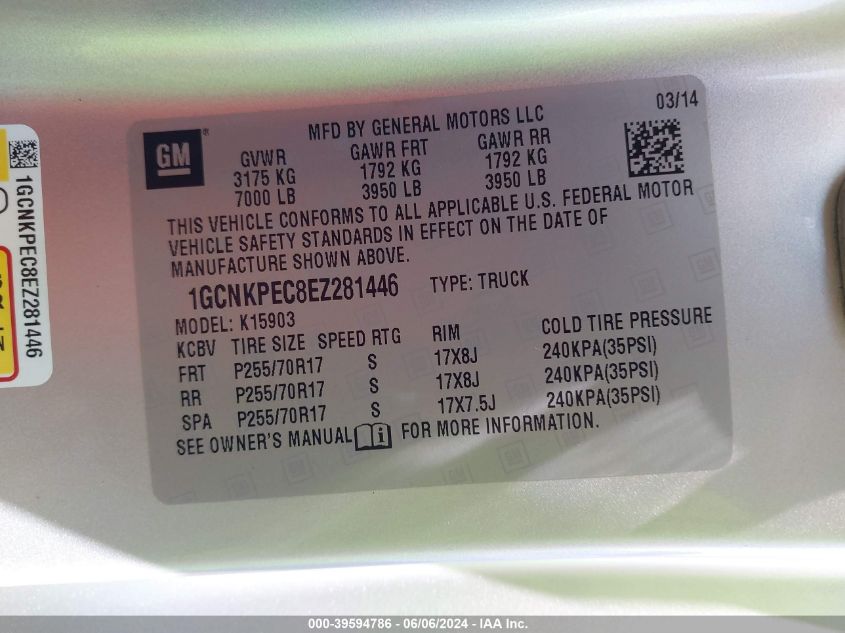 GM ®
MFD BY GENERAL MOTORS LLC
03/14
GVWR GAWR FRT GAWR RR
3175 KG 1792 KG 1792 KG
7000 LB 3950 LB 3950 LB
THIS VEHICLE CONFORMS TO ALL APPLICABLE U.S. FEDERAL MOTOR
VEHICLE SAFETY STANDARDS IN EFFECT ON THE DATE OF
MANUFACTURE SHOWN ABOVE.
1GCNKPEC8EZ281446 TYPE: TRUCK
MODEL: K15903
KCBV TIRE SIZE SPEED RTG RIM COLD TIRE PRESSURE
FRT P255/70R17 S 17X8J 240KPA(35PSI)
RR P255/70R17 S 17X8J 240KPA(35PSI)
SPA P255/70R17 S 17X7.5J 240KPA(35PSI)
SEE OWNER'S MANUAL FOR MORE INFORMATION.
1GCNKPEC8EZ281446
000-39594786 - 06/06/2024 - IAA Inc.